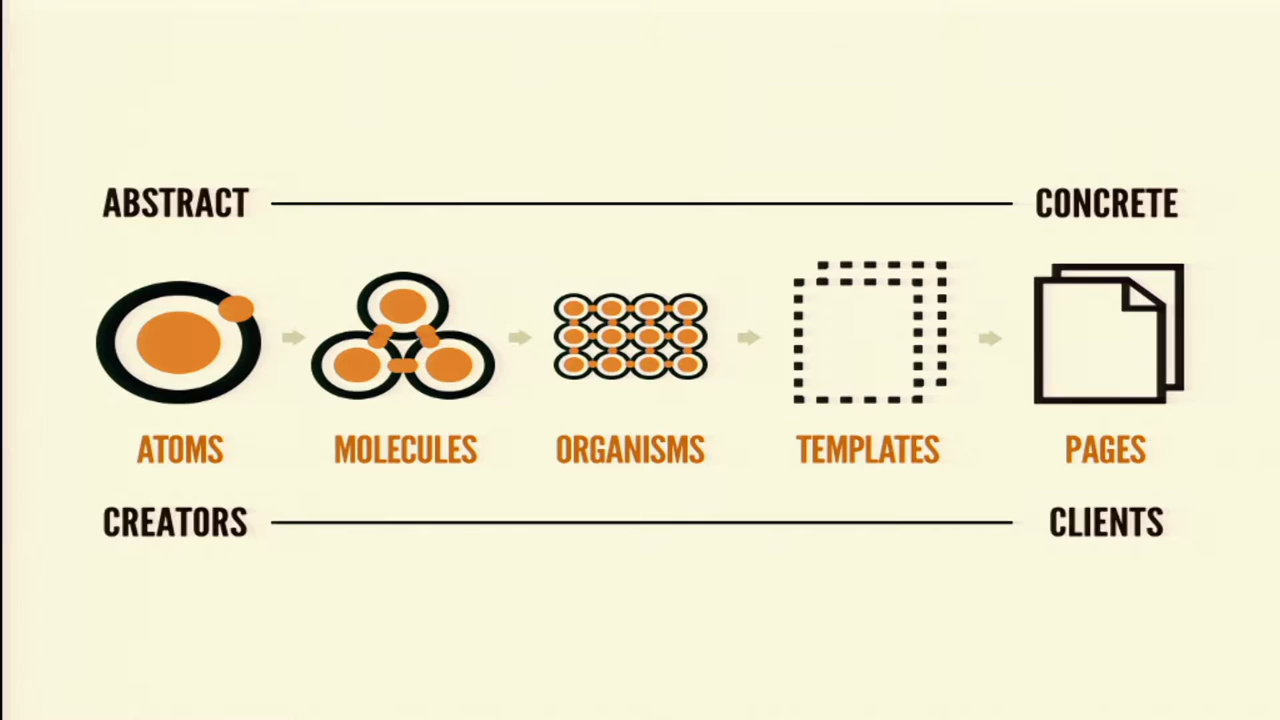 ABSTRACT CONCRETE
ATOMS MOLECULES ORGANISMS TEMPLATES PAGES
CREATORS CLIENTS